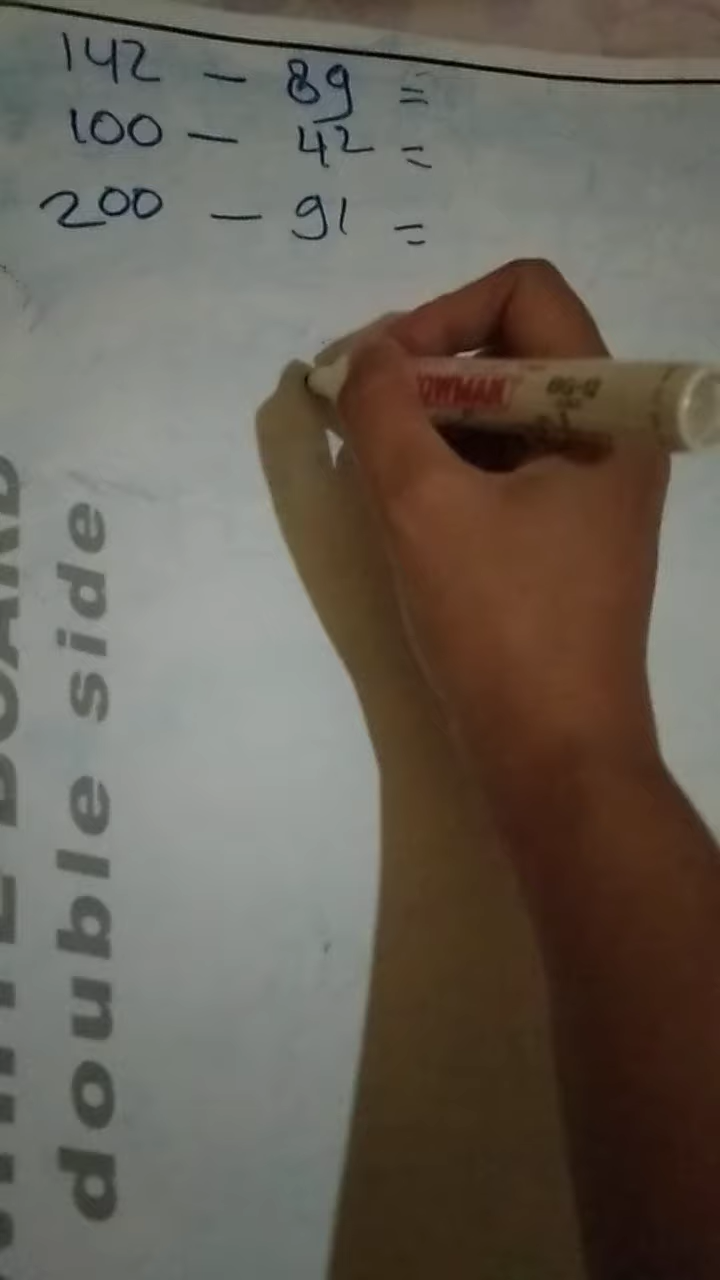 142 - 89 =
100 - 42 =
200 - 91 =
double side